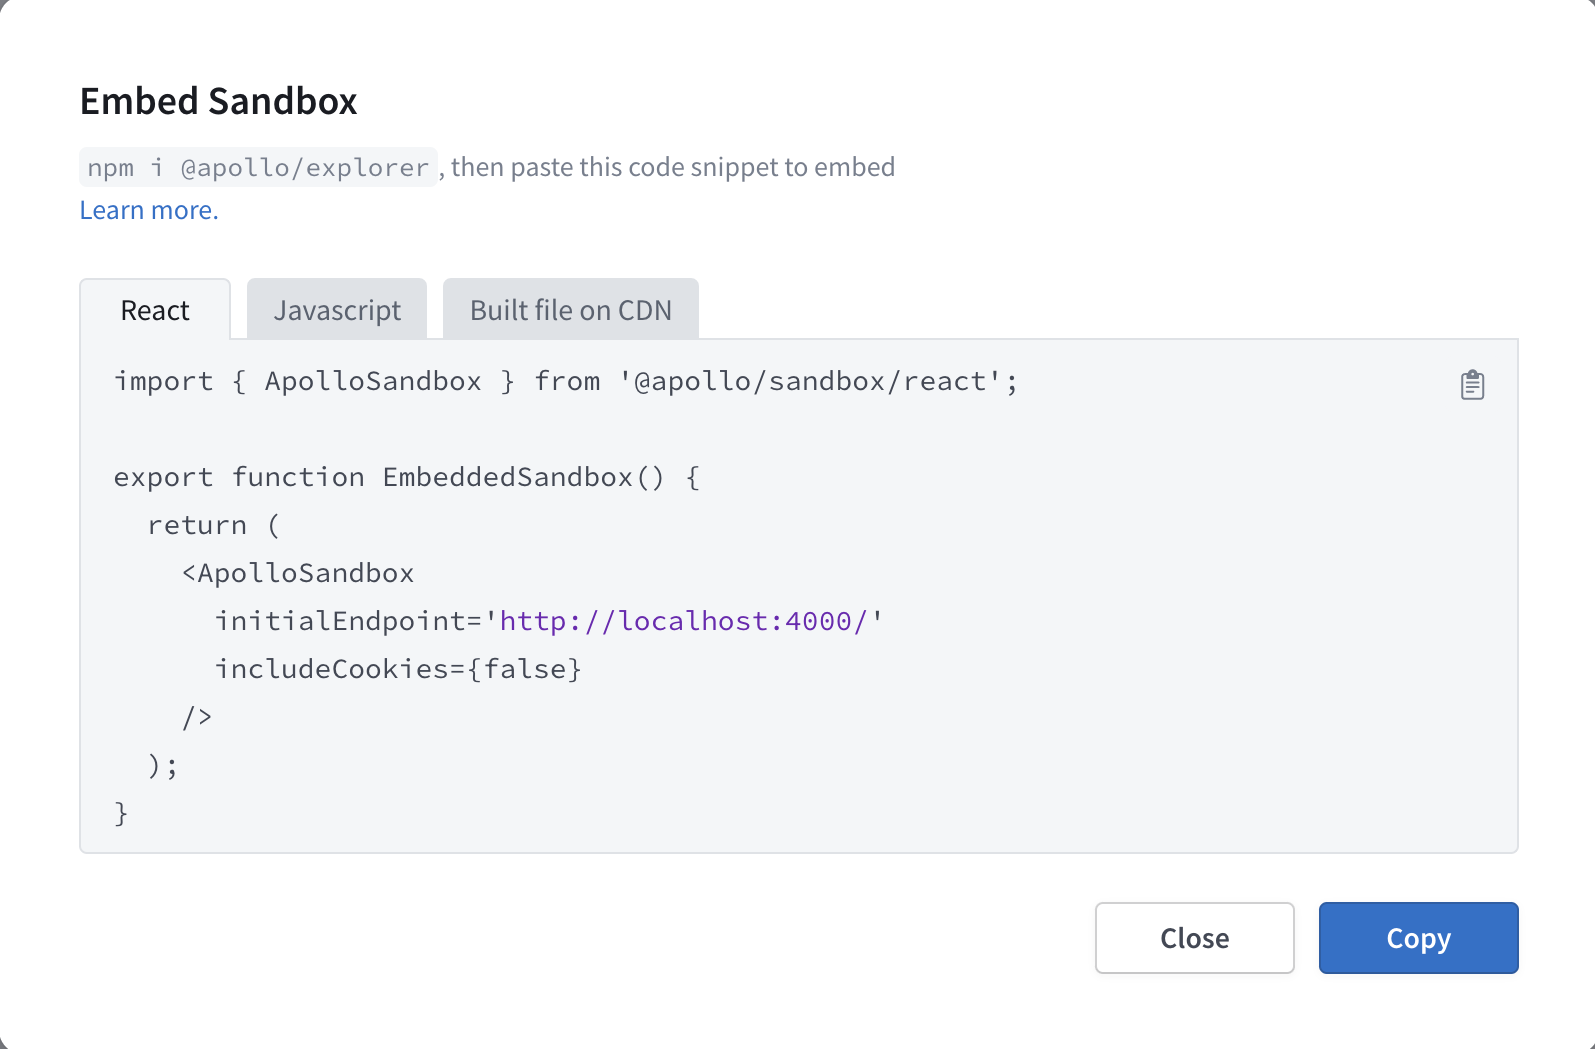 Embed Sandbox
npm i @apollo/explorer, then paste this code snippet to embed
Learn more.
React Javascript Built file on CDN
import { ApolloSandbox } from '@apollo/sandbox/react';
export function EmbeddedSandbox() {
  return (
    <ApolloSandbox
      initialEndpoint='http://localhost:4000/'
      includeCookies={false}
    />
  );
}
Close Copy